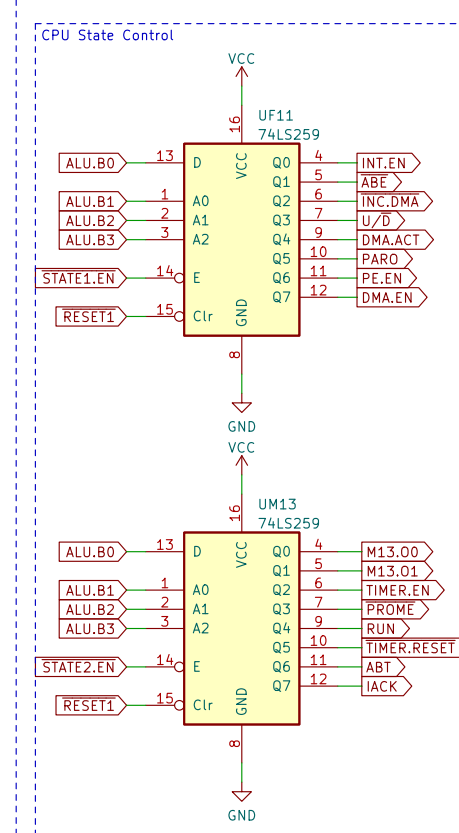 CPU State Control
VCC
16
UF11
74LS259
ALU.B0 13 D VCC Q0 4 INT.EN
Q1 5 ABE
ALU.B1 1 A0 Q2 6 INC.DMA
ALU.B2 2 A1 Q3 7 U/D
ALU.B3 3 A2 Q4 9 DMA.ACT
Q5 10 PARO
STATE1.EN 14 E Q6 11 PE.EN
Q7 12 DMA.EN
RESET1 15 Clr GND
8
GND
VCC
16
UM13
74LS259
ALU.B0 13 D VCC Q0 4 M13.O0
Q1 5 M13.O1
ALU.B1 1 A0 Q2 6 TIMER.EN
ALU.B2 2 A1 Q3 7 PROME
ALU.B3 3 A2 Q4 9 RUN
Q5 10 TIMER.RESET
STATE2.EN 14 E Q6 11 ABT
Q7 12 IACK
RESET1 15 Clr GND
8
GND